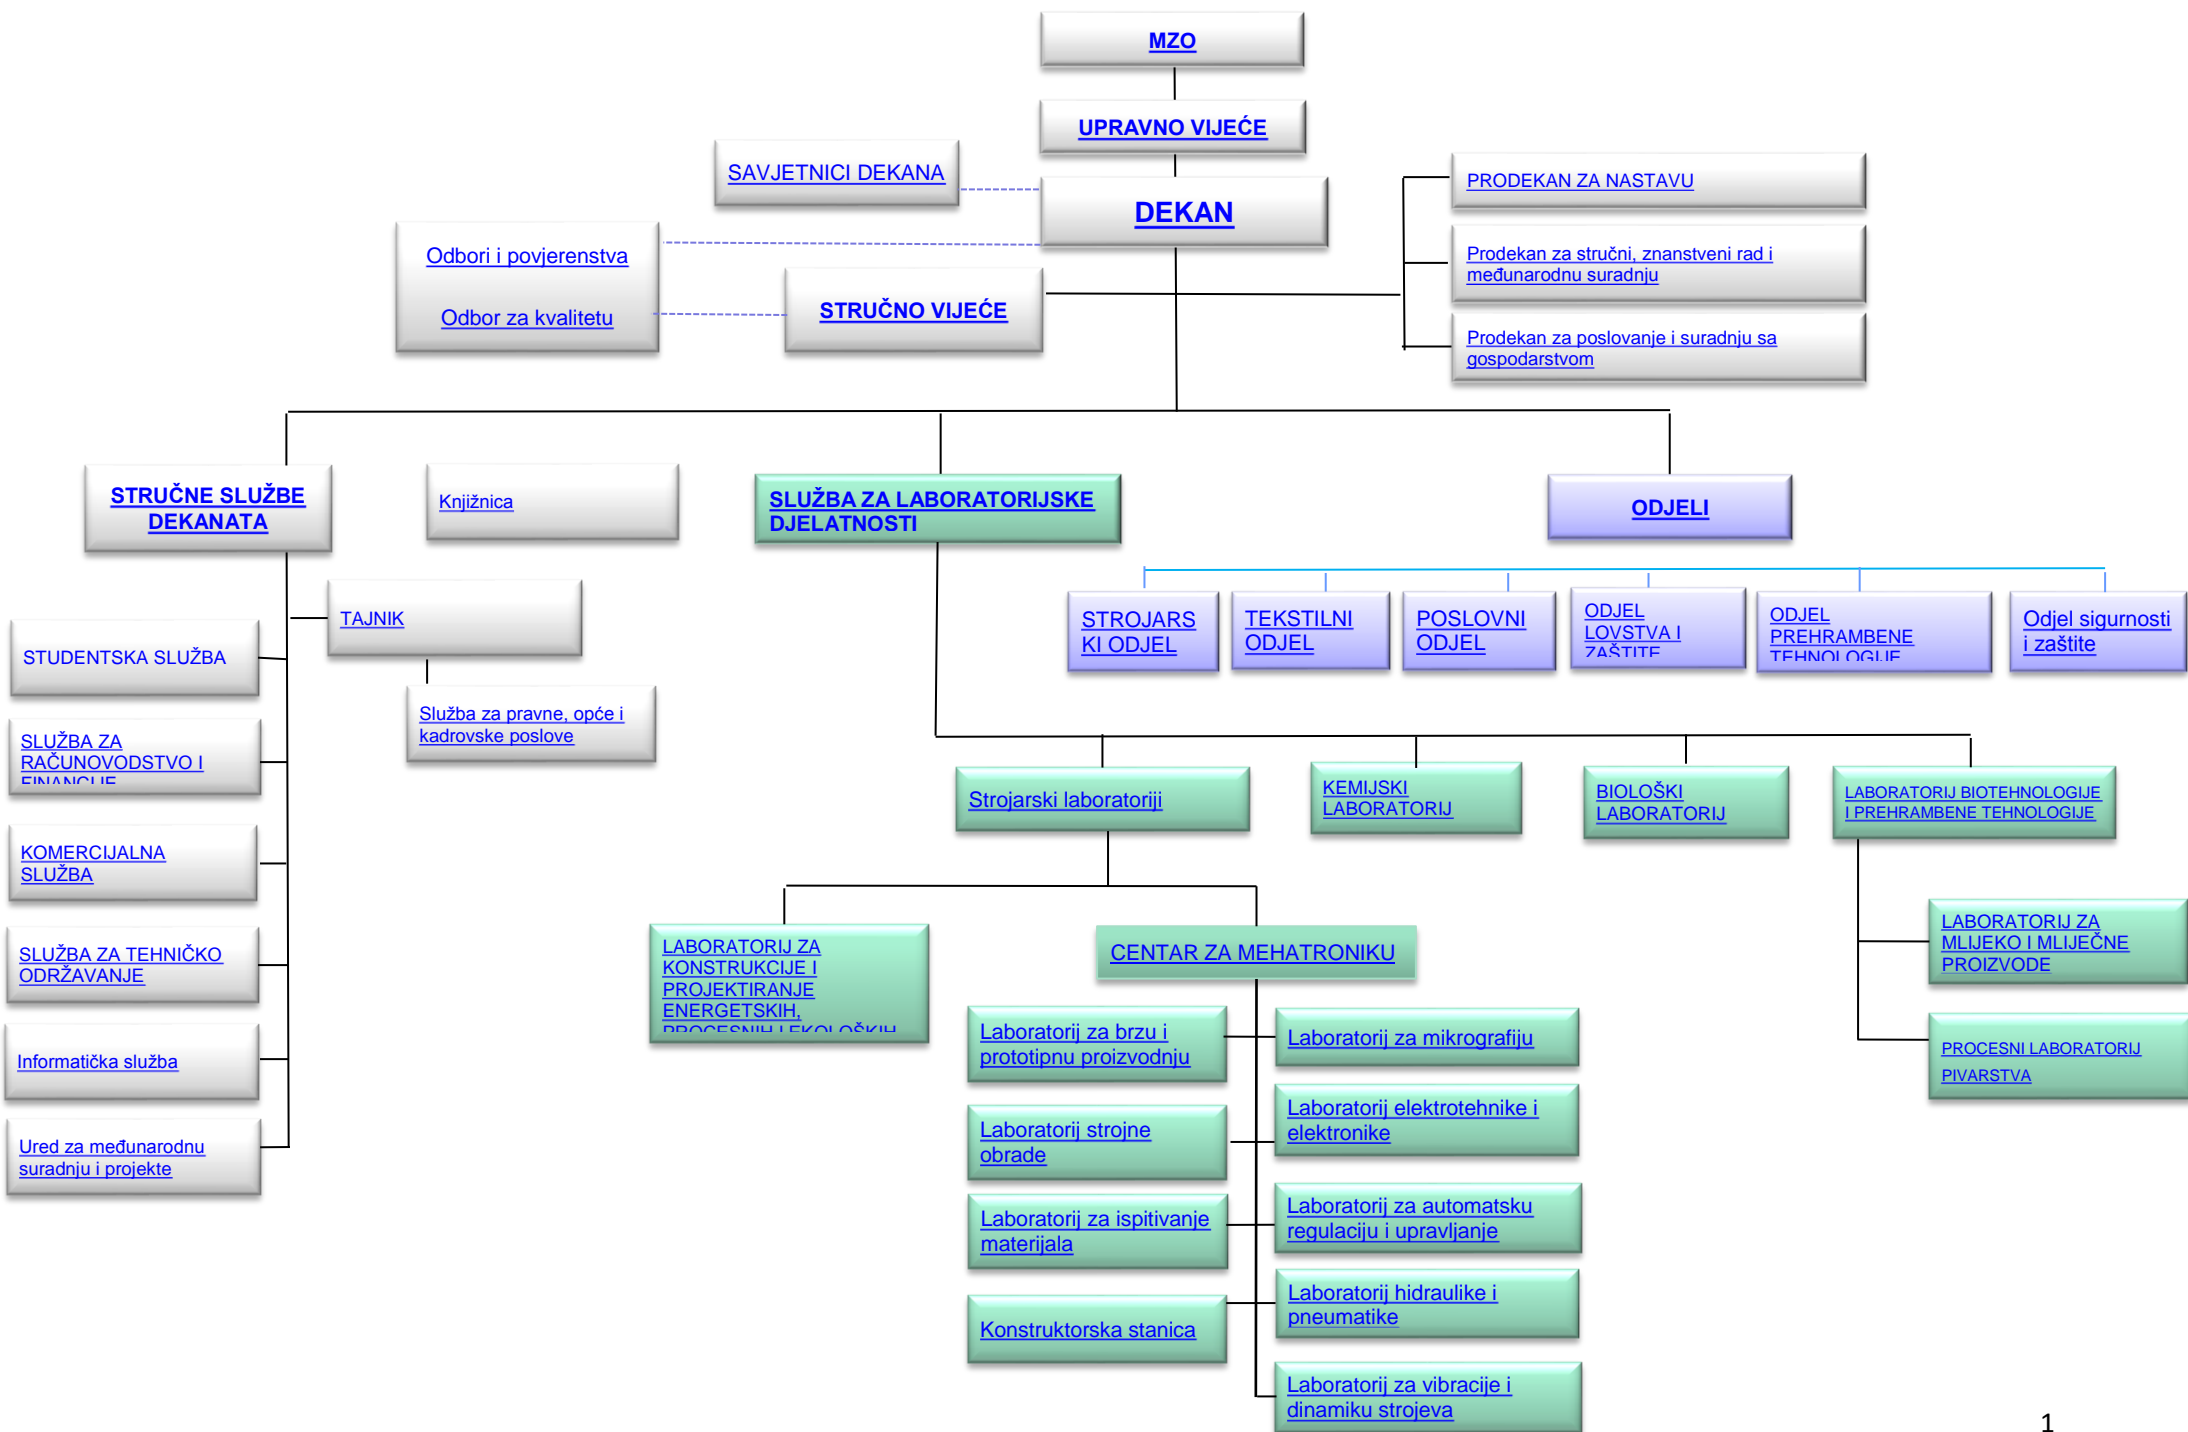 MZO
UPRAVNO VIJEĆE
SAVJETNICI DEKANA
DEKAN
PRODEKAN ZA NASTAVU
Odbori i povjerenstva
Odbor za kvalitetu
STRUČNO VIJEĆE
Prodekan za stručni, znanstveni rad i
međunarodnu suradnju
Prodekan za poslovanje i suradnju sa
gospodarstvom
STRUČNE SLUŽBE
DEKANATA
Knjižnica
SLUŽBA ZA LABORATORIJSKE
DJELATNOSTI
ODJELI
TAJNIK
Služba za pravne, opće i
kadrovske poslove
STUDENTSKA SLUŽBA
SLUŽBA ZA
RAČUNOVODSTVO I
FINANCIJE
KOMERCIJALNA
SLUŽBA
SLUŽBA ZA TEHNIČKO
ODRŽAVANJE
Informatička služba
Ured za međunarodnu
suradnju i projekte
STROJARS
KI ODJEL
TEKSTILNI
ODJEL
POSLOVNI
ODJEL
ODJEL
LOVSTVA I
ZAŠTITE
ODJEL
PREHRAMBENE
TEHNOLOGIJE
Odjel sigurnosti
i zaštite
Strojarski laboratoriji
KEMIJSKI
LABORATORIJ
BIOLOŠKI
LABORATORIJ
LABORATORIJ BIOTEHNOLOGIJE
I PREHRAMBENE TEHNOLOGIJE
LABORATORIJ ZA
KONSTRUKCIJE I
PROJEKTIRANJE
ENERGETSKIH,
PROCESNIH I EKOLOŠKIH
CENTAR ZA MEHATRONIKU
LABORATORIJ ZA
MLIJEKO I MLIJEČNE
PROIZVODE
PROCESNI LABORATORIJ
PIVARSTVA
Laboratorij za brzu i
prototipnu proizvodnju
Laboratorij za mikrografiju
Laboratorij strojne
obrade
Laboratorij elektrotehnike i
elektronike
Laboratorij za ispitivanje
materijala
Laboratorij za automatsku
regulaciju i upravljanje
Konstruktorska stanica
Laboratorij hidraulike i
pneumatike
Laboratorij za vibracije i
dinamiku strojeva
1